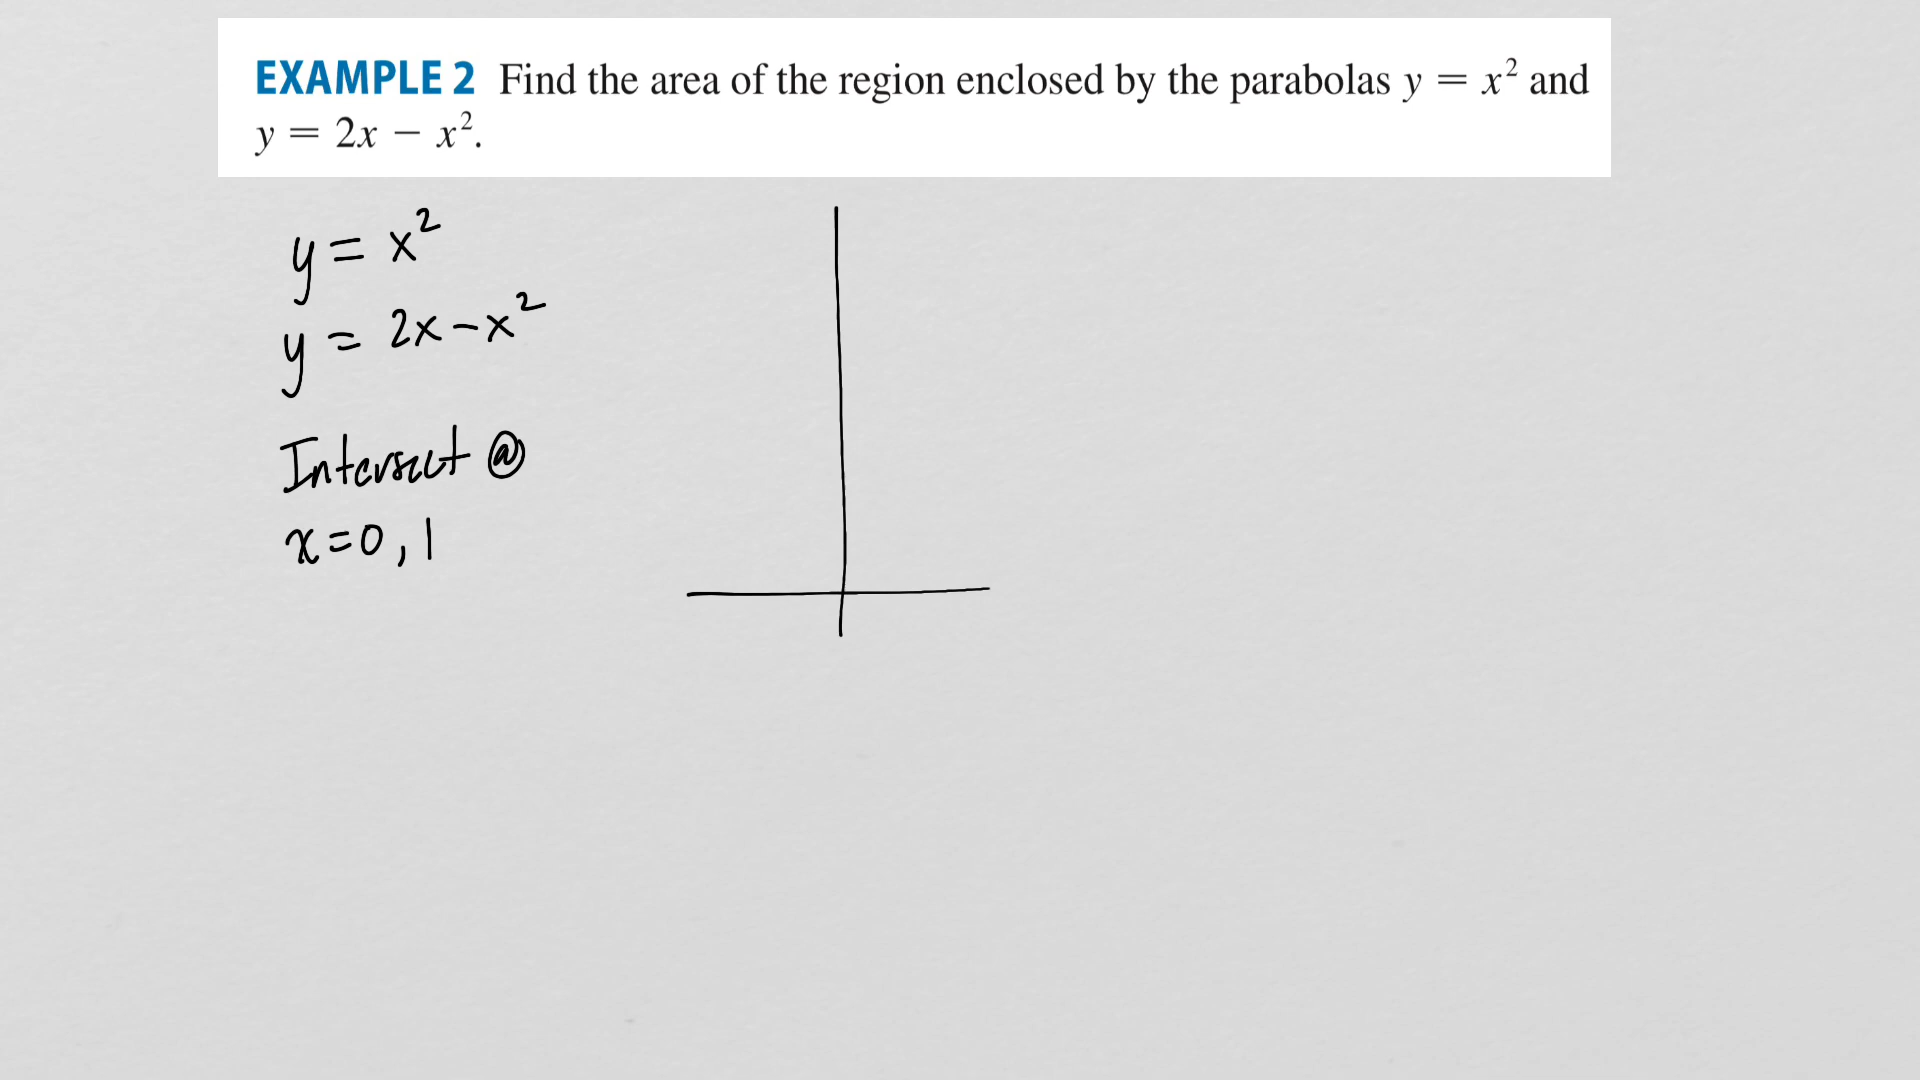 EXAMPLE 2 Find the area of the region enclosed by the parabolas y = x² and
y = 2x − x².
y = x²
y = 2x − x²
Intersect @
x = 0, 1